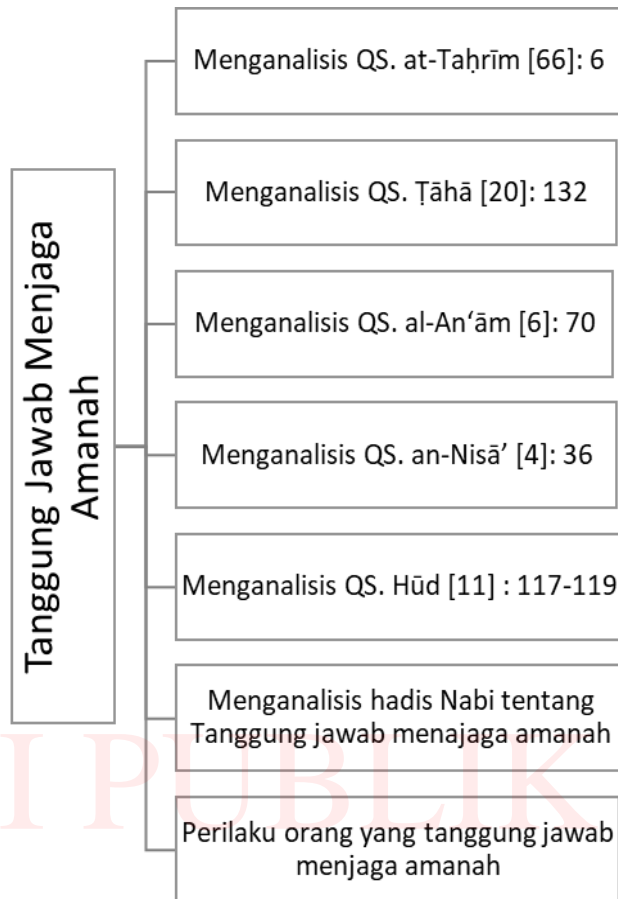 Tanggung Jawab Menjaga
Amanah
Menganalisis QS. at-Taḥrīm [66]: 6
Menganalisis QS. Ṭāhā [20]: 132
Menganalisis QS. al-An‘ām [6]: 70
Menganalisis QS. an-Nisā’ [4]: 36
Menganalisis QS. Hūd [11] : 117-119
Menganalisis hadis Nabi tentang
Tanggung jawab menajaga amanah
Perilaku orang yang tanggung jawab
menjaga amanah
I PUBLIK